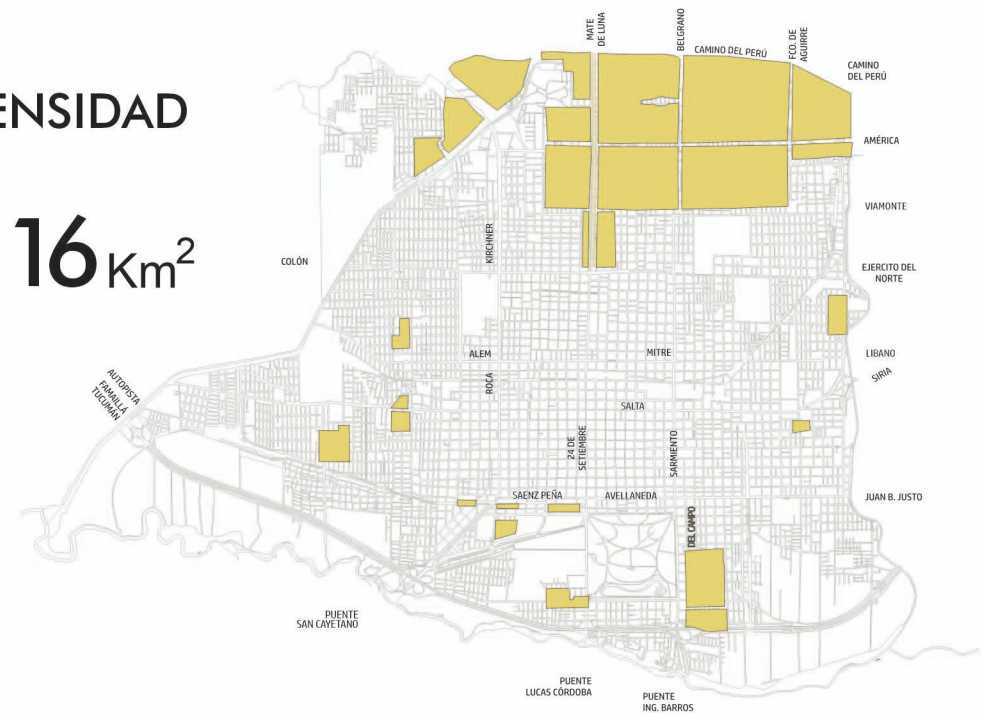 ENSIDAD
16 Km²
MATE
DE LUNA
BELGRANO
CAMINO DEL PERÚ
FCO. DE
AGUIRRE
CAMINO
DEL PERÚ
AMÉRICA
VIAMONTE
KIRCHNER
COLÓN
EJERCITO DEL
NORTE
ALEM
MITRE
LIBANO
SIRIA
ROCA
AUTOPISTA
FAMAILLÁ
TUCUMÁN
SALTA
24 DE
SETIEMBRE
SARMIENTO
SAENZ PEÑA
AVELLANEDA
JUAN B. JUSTO
DEL CAMPO
PUENTE
SAN CAYETANO
PUENTE
LUCAS CÓRDOBA
PUENTE
ING. BARROS